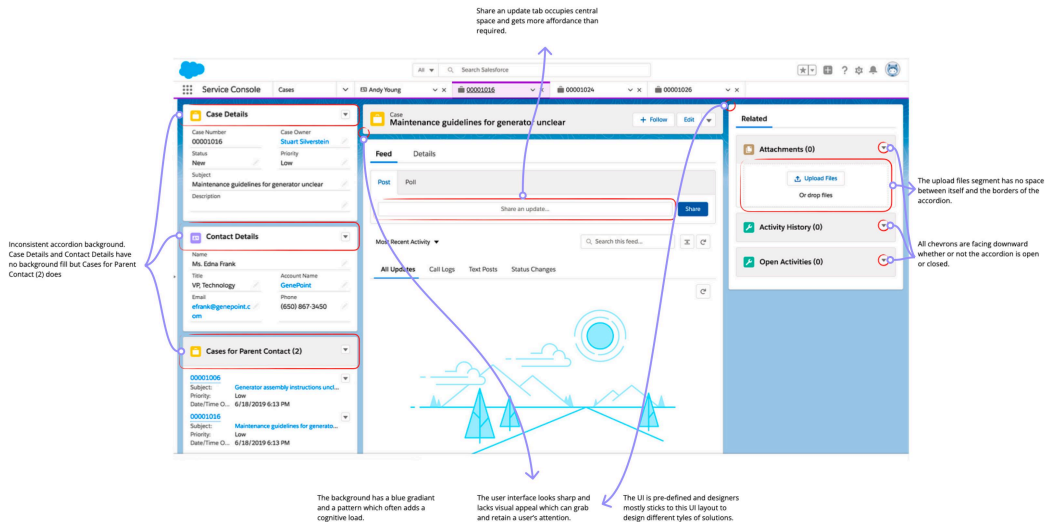 Share an update tab occupies central
space and gets more affordance than
required.
All
Search Salesforce
Service Console
Cases
Andy Young
00001016
00001024
00001026
Case Details
Case Number
Case Owner
00001016
Stuart Silverstein
Status
Priority
New
Low
Subject
Maintenance guidelines for generator unclear
Description
Contact Details
Name
Ms. Edna Frank
Title
Account Name
VP, Technology
GenePoint
Email
Phone
efrank@genepoint.c
om
(650) 867-3450
Cases for Parent Contact (2)
00001006
Subject: Generator assembly instructions uncl...
Priority: Low
Date/Time O... 6/18/2019 6:13 PM
00001016
Subject: Maintenance guidelines for generato...
Priority: Low
Date/Time O... 6/18/2019 6:13 PM
Case
Maintenance guidelines for generator unclear
+ Follow
Edit
Feed
Details
Post
Poll
Share an update...
Share
Most Recent Activity
Search this feed...
All Updates
Call Logs
Text Posts
Status Changes
Related
Attachments (0)
Upload Files
Or drop files
Activity History (0)
Open Activities (0)
Inconsistent accordion background.
Case Details and Contact Details have
no background fill but Cases for Parent
Contact (2) does
The upload files segment has no space
between itself and the borders of the
accordion.
All chevrons are facing downward
whether or not the accordion is open
or closed.
The background has a blue gradiant
and a pattern which often adds a
cognitive load.
The user interface looks sharp and
lacks visual appeal which can grab
and retain a user's attention.
The UI is pre-defined and designers
mostly sticks to this UI layout to
design different tyles of solutions.